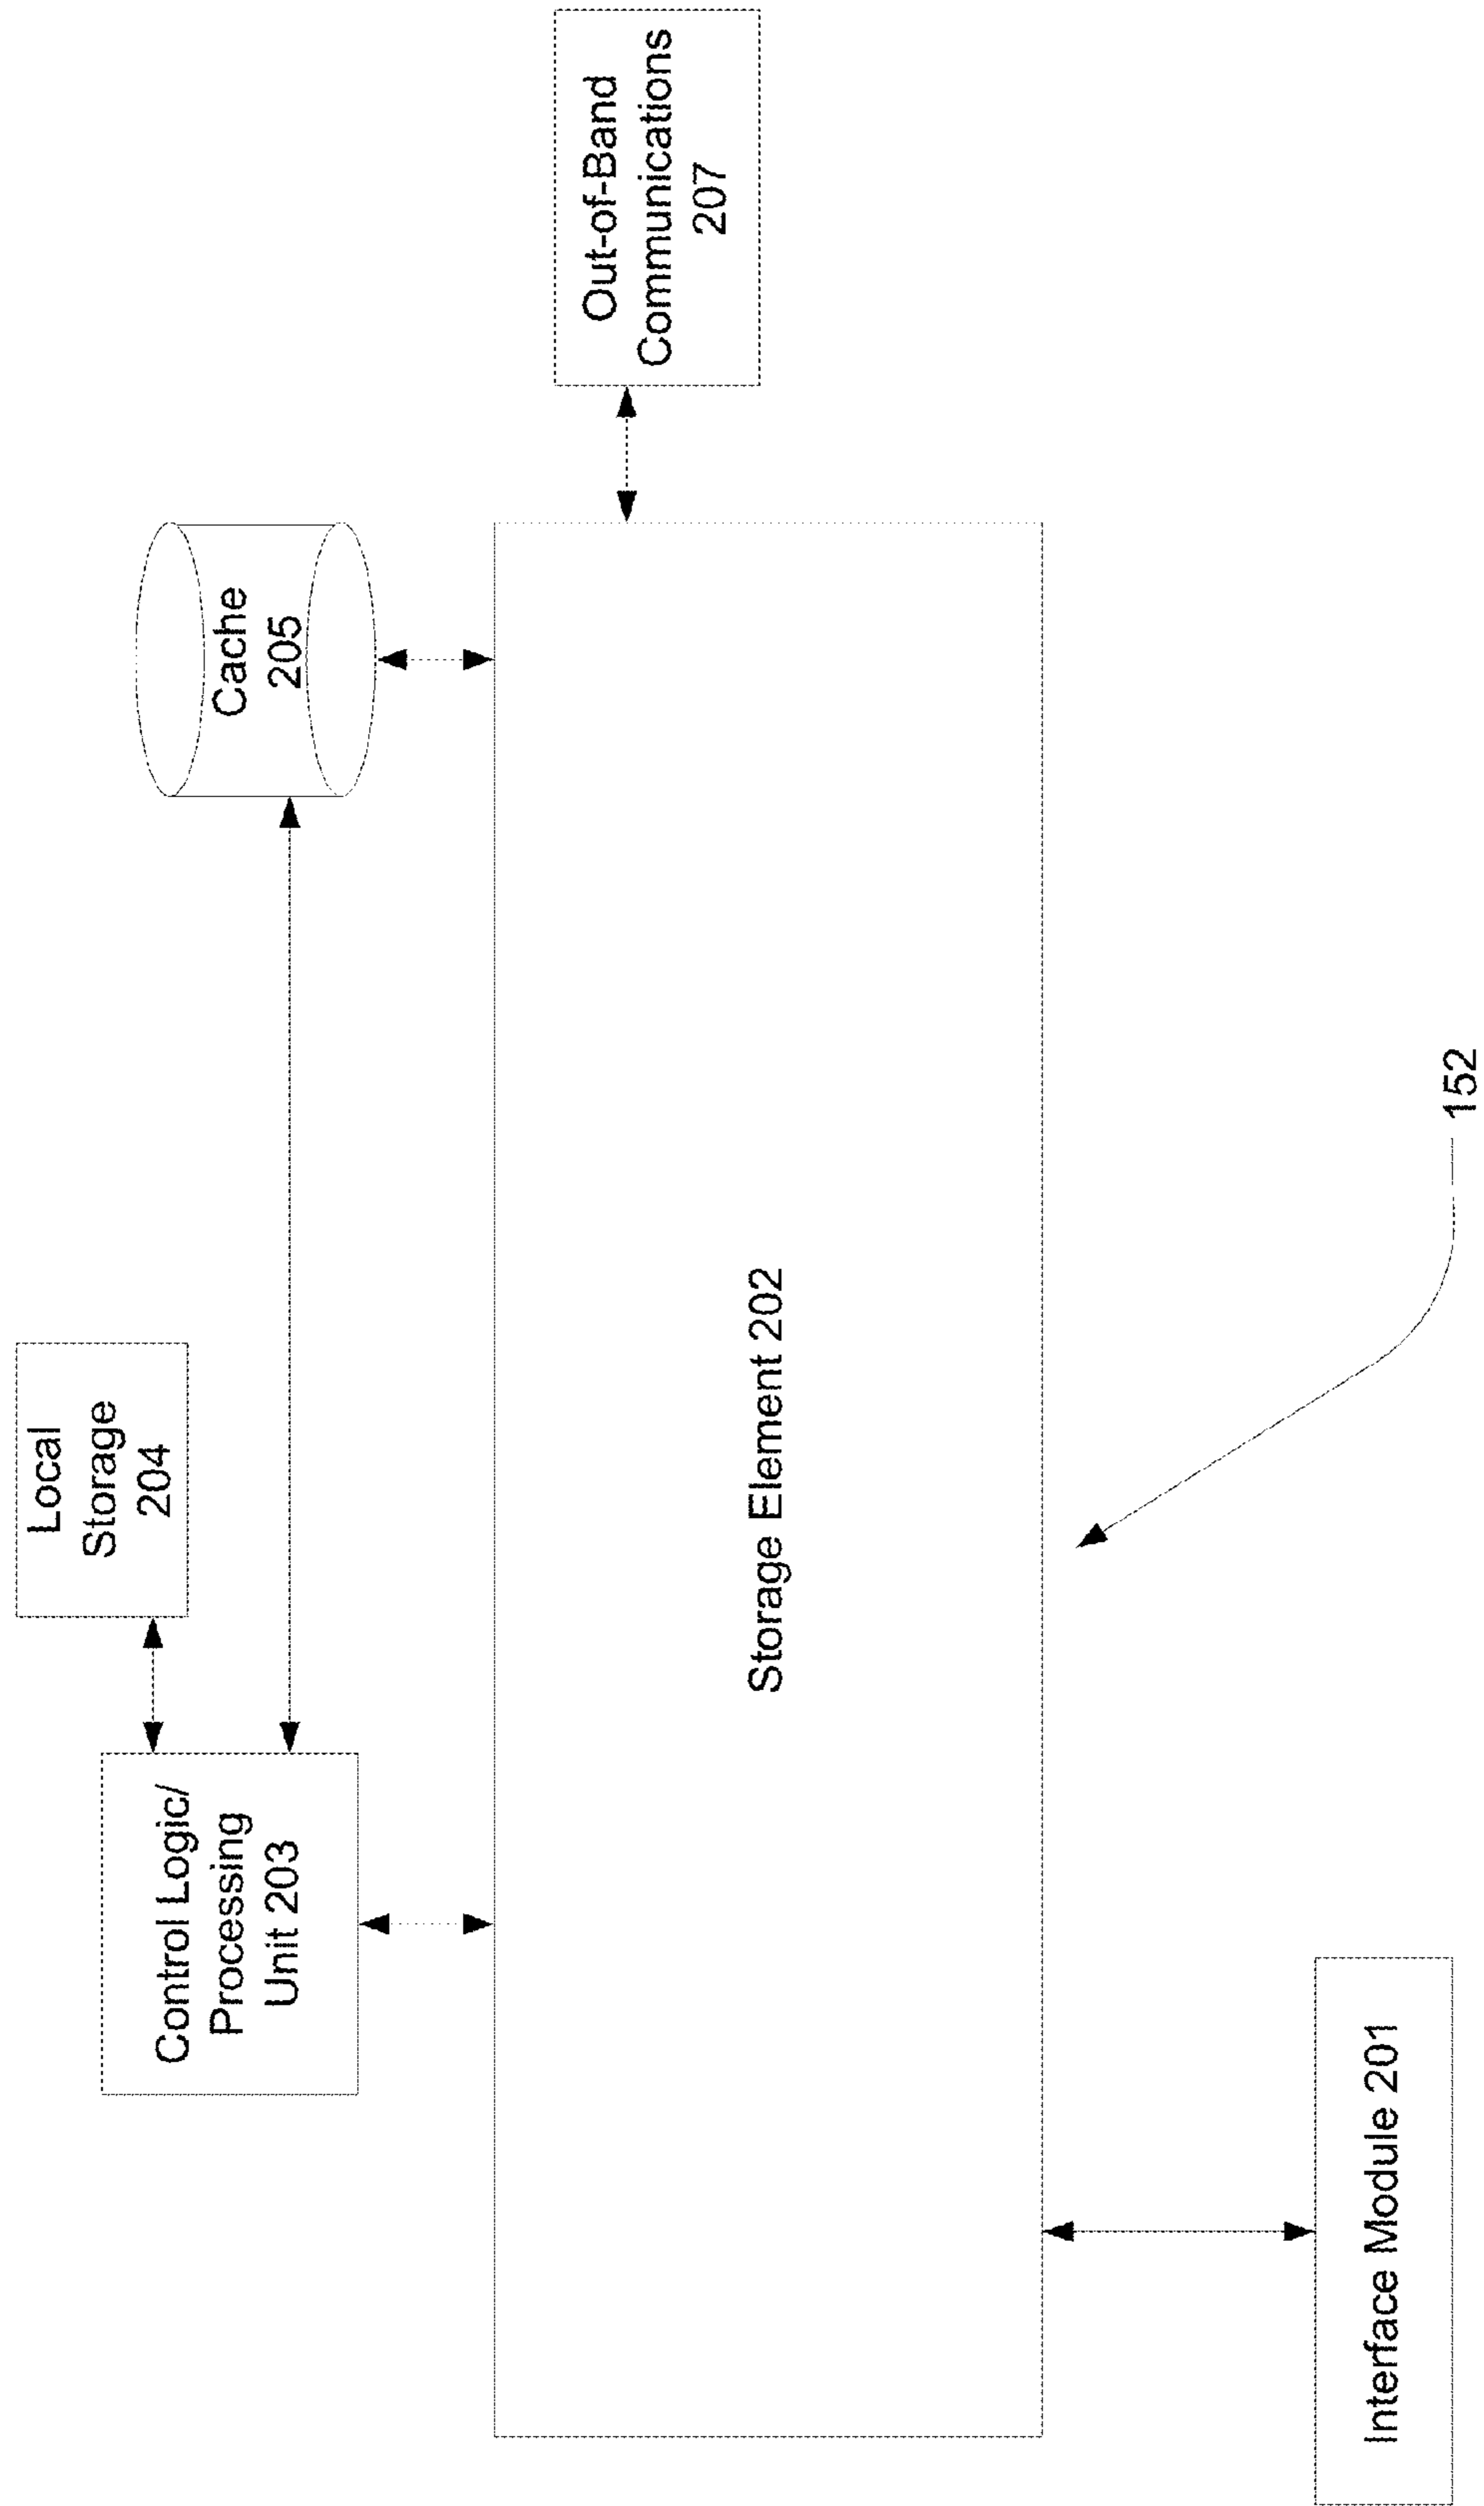 Local
Storage
204
Control Logic/
Processing
Unit 203
Cache
205
Storage Element 202
Out-of-Band
Communications
207
Interface Module 201
152